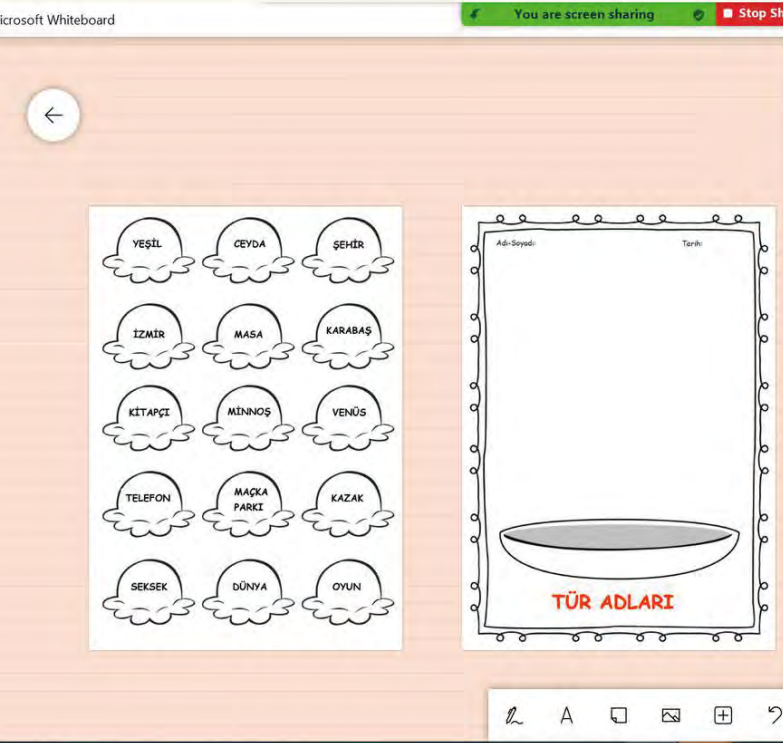 icrosoft Whiteboard
You are screen sharing
Stop Sh
YEŞİL
CEYDA
ŞEHİR
İZMİR
MASA
KARABAŞ
KİTAPÇI
MİNNOŞ
VENÜS
TELEFON
MAÇKA
PARKI
KAZAK
SEKSEK
DÜNYA
OYUN
Adı-Soyadı:
Tarih:
TÜR ADLARI